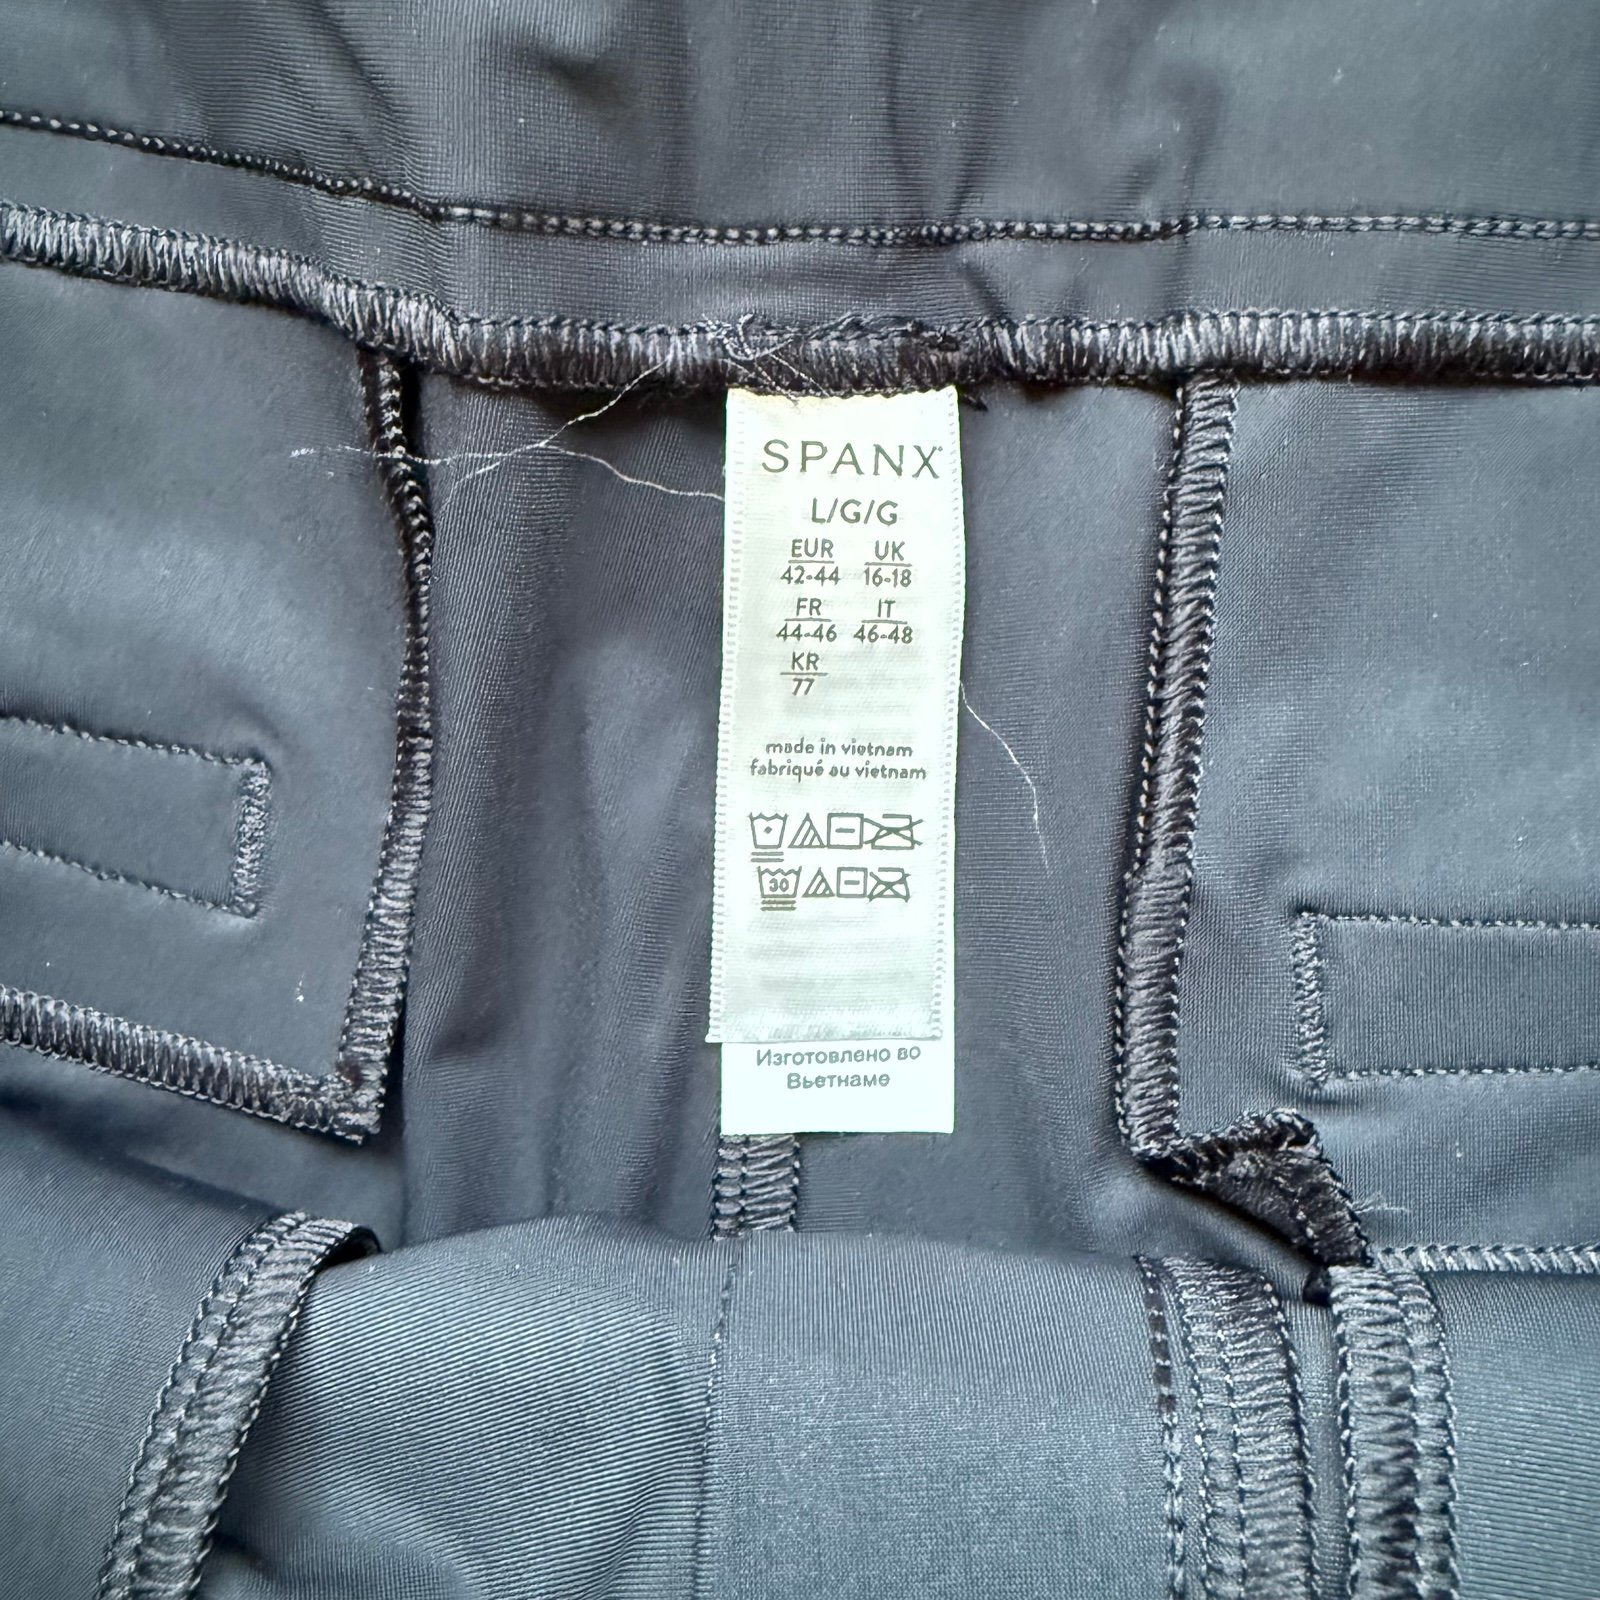 SPANX
L/G/G
EUR UK
42-44 16-18
FR IT
44-46 46-48
KR
77
made in vietnam
fabriqué au vietnam
30
Изготовлено во
Вьетнаме